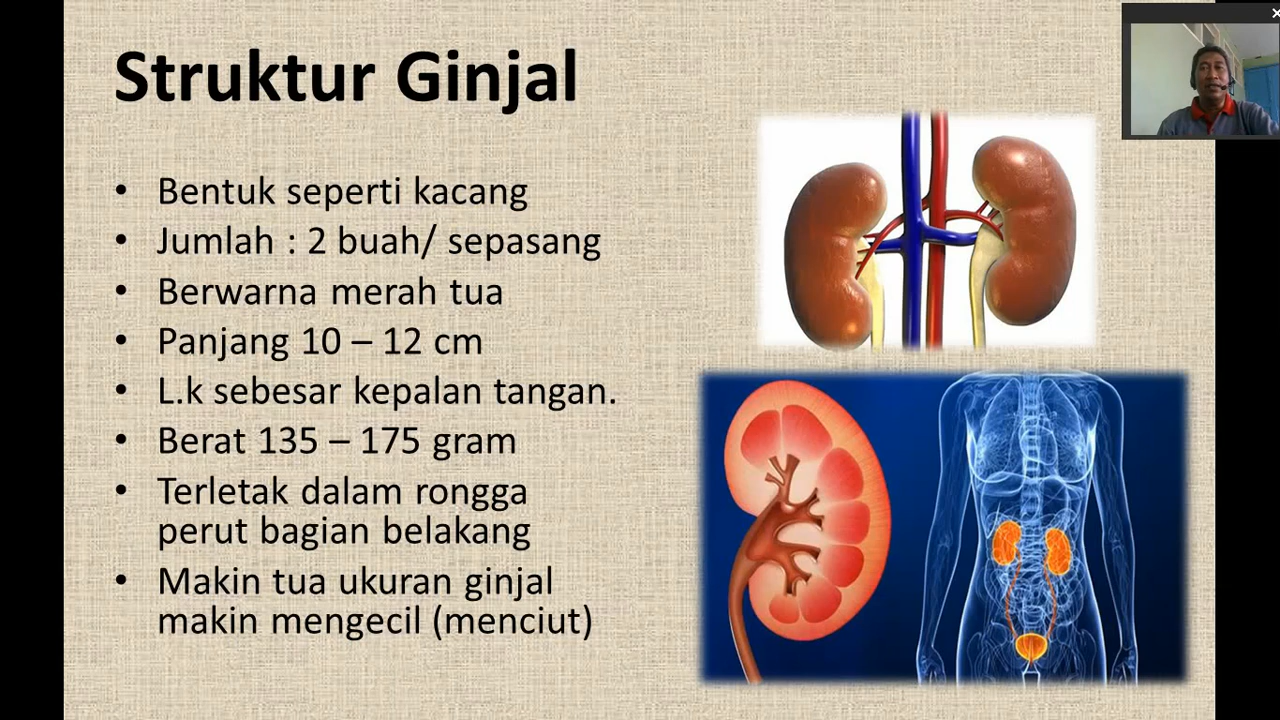 Struktur Ginjal
• Bentuk seperti kacang
• Jumlah : 2 buah/ sepasang
• Berwarna merah tua
• Panjang 10 – 12 cm
• L.k sebesar kepalan tangan.
• Berat 135 – 175 gram
• Terletak dalam rongga
perut bagian belakang
• Makin tua ukuran ginjal
makin mengecil (menciut)